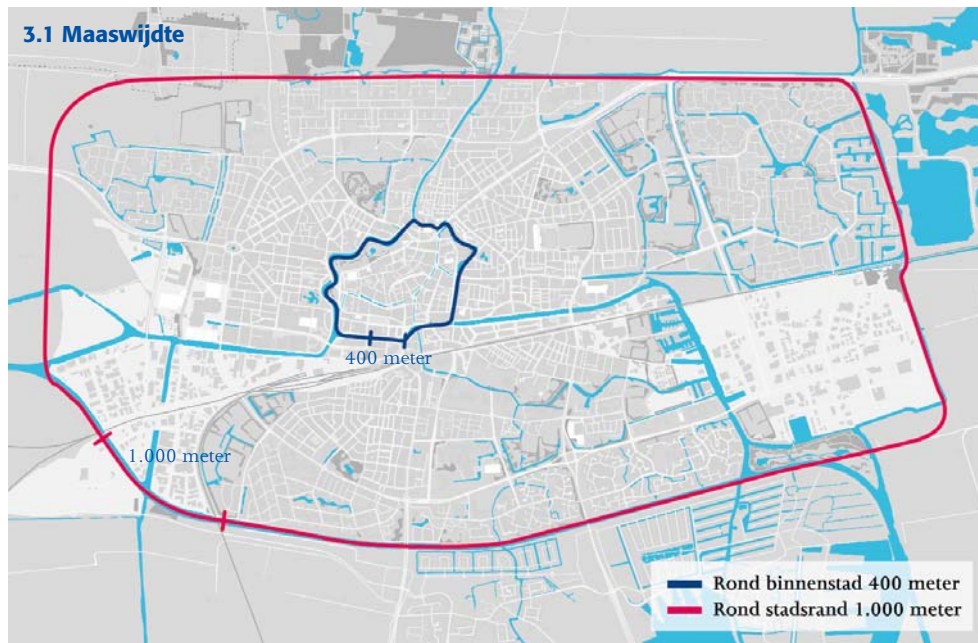 3.1 Maaswijdte
400 meter
1.000 meter
Rond binnenstad 400 meter
Rond stadsrand 1.000 meter